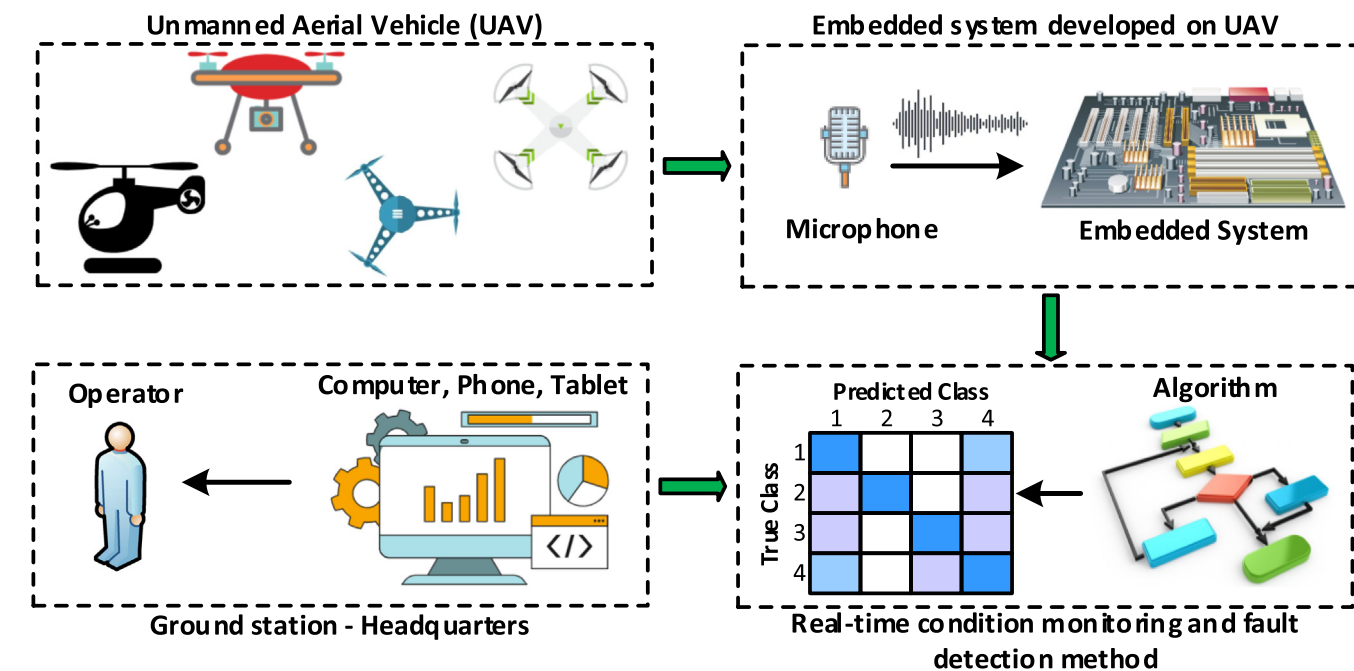 Unmanned Aerial Vehicle (UAV)
Embedded system developed on UAV
Microphone
Embedded System
Operator
Computer, Phone, Tablet
</>
Ground station - Headquarters
Predicted Class
1 2 3 4
True Class
1
2
3
4
Algorithm
Real-time condition monitoring and fault
detection method